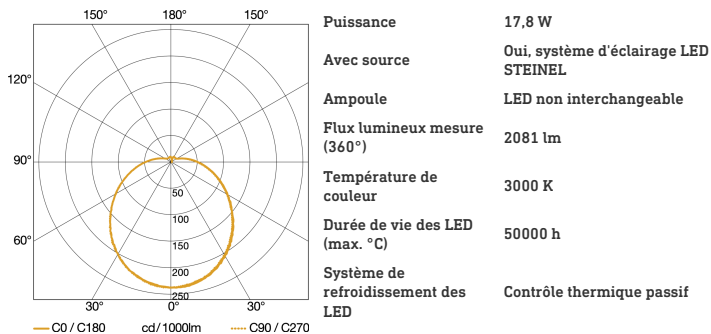 150° 180° 150°
120°
90°
60°
50
100
150
200
250
30° 0° 30°
C0 / C180 cd/1000lm C90 / C270
Puissance 17,8 W
Avec source Oui, système d'éclairage LED
STEINEL
Ampoule LED non interchangeable
Flux lumineux mesure
(360°) 2081 lm
Température de
couleur 3000 K
Durée de vie des LED
(max. °C) 50000 h
Système de
refroidissement des
LED Contrôle thermique passif